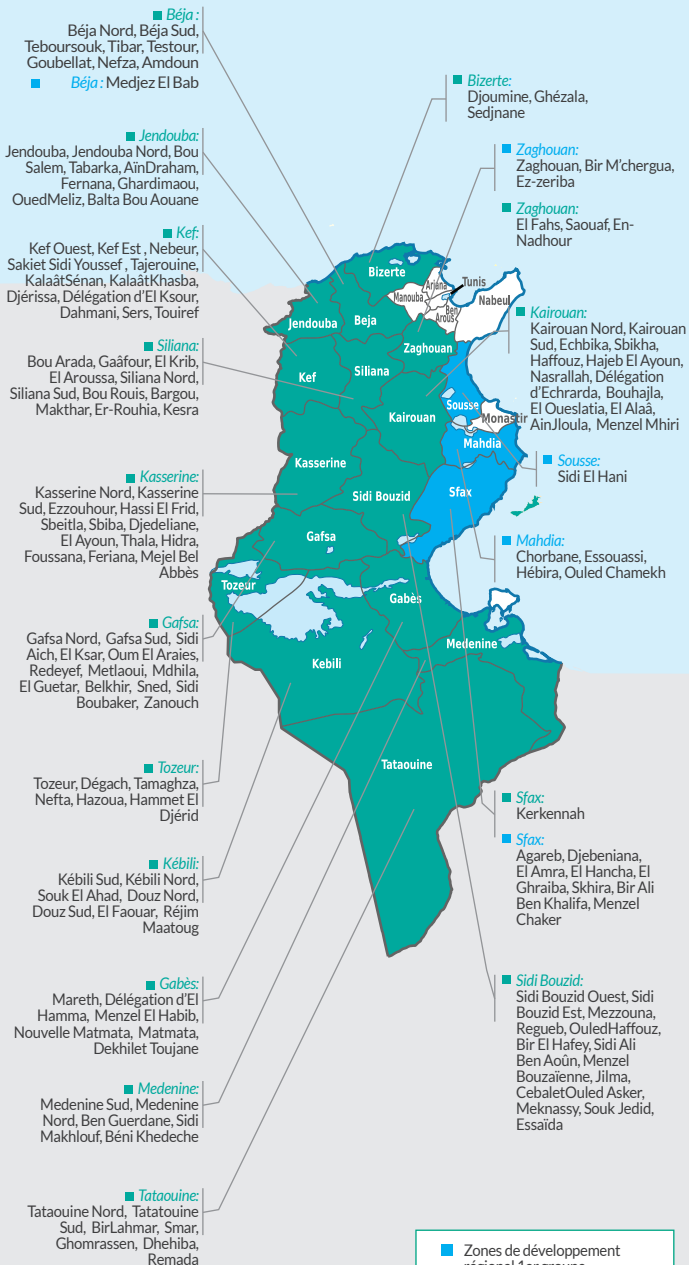 Béja :
Béja Nord, Béja Sud,
Teboursouk, Tibar, Testour,
Goubellat, Nefza, Amdoun
Béja : Medjez El Bab
Jendouba:
Jendouba, Jendouba Nord, Bou
Salem, Tabarka, AïnDraham,
Fernana, Ghardimaou,
OuedMeliz, Balta Bou Aouane
Kef:
Kef Ouest, Kef Est , Nebeur,
Sakiet Sidi Youssef , Tajerouine,
KalaâtSénan, KalaâtKhasba,
Djérissa, Délégation d'El Ksour,
Dahmani, Sers, Touiref
Siliana:
Bou Arada, Gaâfour, El Krib,
El Aroussa, Siliana Nord,
Siliana Sud, Bou Rouis, Bargou,
Makthar, Er-Rouhia, Kesra
Kasserine:
Kasserine Nord, Kasserine
Sud, Ezzouhour, Hassi El Frid,
Sbeitla, Sbiba, Djedeliane,
El Ayoun, Thala, Hidra,
Foussana, Feriana, Mejel Bel
Abbès
Gafsa:
Gafsa Nord, Gafsa Sud, Sidi
Aich, El Ksar, Oum El Araies,
Redeyef, Metlaoui, Mdhila,
El Guetar, Belkhir, Sned, Sidi
Boubaker, Zanouch
Tozeur:
Tozeur, Dégach, Tamaghza,
Nefta, Hazoua, Hammet El
Djérid
Kébili:
Kébili Sud, Kébili Nord,
Souk El Ahad, Douz Nord,
Douz Sud, El Faouar, Réjim
Maatoug
Gabès:
Mareth, Délégation d'El
Hamma, Menzel El Habib,
Nouvelle Matmata, Matmata,
Dekhilet Toujane
Medenine:
Medenine Sud, Medenine
Nord, Ben Guerdane, Sidi
Makhlouf, Béni Khedeche
Tataouine:
Tataouine Nord, Tatatouine
Sud, BirLahmar, Smar,
Ghomrassen, Dhehiba,
Remada
Bizerte
Ariana
Tunis
Manouba
Ben
Arous
Nabeul
Jendouba
Beja
Zaghouan
Kef
Siliana
Sousse
Monastir
Kairouan
Mahdia
Kasserine
Sidi Bouzid
Sfax
Gafsa
Tozeur
Gabès
Medenine
Kebili
Tataouine
Bizerte:
Djoumine, Ghézala,
Sedjnane
Zaghouan:
Zaghouan, Bir M'chergua,
Ez-zeriba
Zaghouan:
El Fahs, Saouaf, En-
Nadhour
Kairouan:
Kairouan Nord, Kairouan
Sud, Echbika, Sbikha,
Haffouz, Hajeb El Ayoun,
Nasrallah, Délégation
d'Echrarda, Bouhajla,
El Oueslatia, El Alaâ,
AinJloula, Menzel Mhiri
Sousse:
Sidi El Hani
Mahdia:
Chorbane, Essouassi,
Hébira, Ouled Chamekh
Sfax:
Kerkennah
Sfax:
Agareb, Djebeniana,
El Amra, El Hancha, El
Ghraiba, Skhira, Bir Ali
Ben Khalifa, Menzel
Chaker
Sidi Bouzid:
Sidi Bouzid Ouest, Sidi
Bouzid Est, Mezzouna,
Regueb, OuledHaffouz,
Bir El Hafey, Sidi Ali
Ben Aoûn, Menzel
Bouzaïenne, Jilma,
CebaletOuled Asker,
Meknassy, Souk Jedid,
Essaïda
Zones de développement
régional 1er groupe